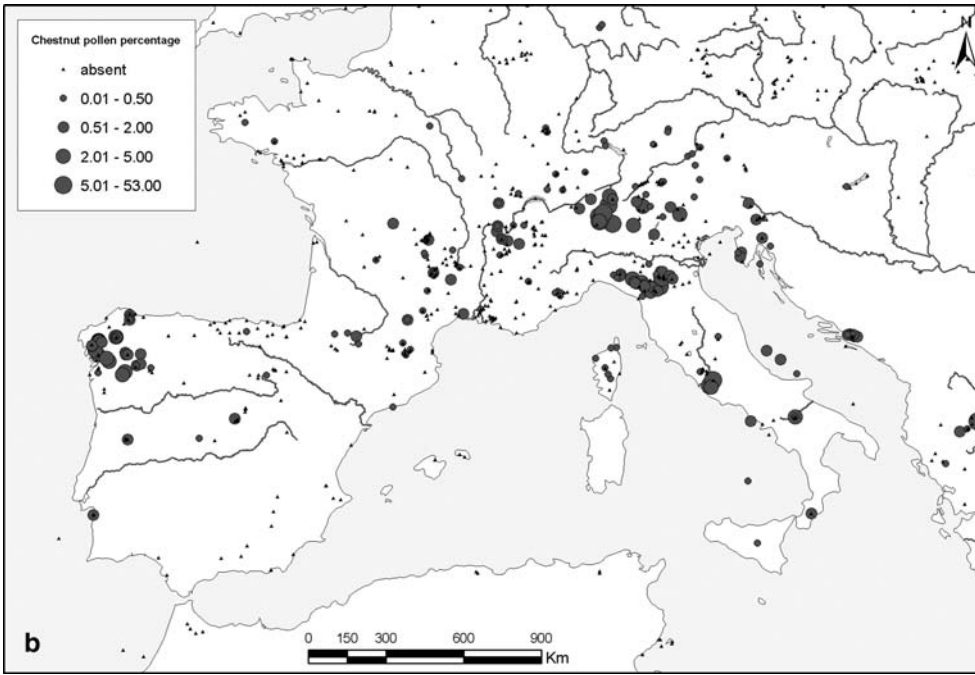 Chestnut pollen percentage
absent
0.01 - 0.50
0.51 - 2.00
2.01 - 5.00
5.01 - 53.00
N
b
0 150 300 600 900
Km